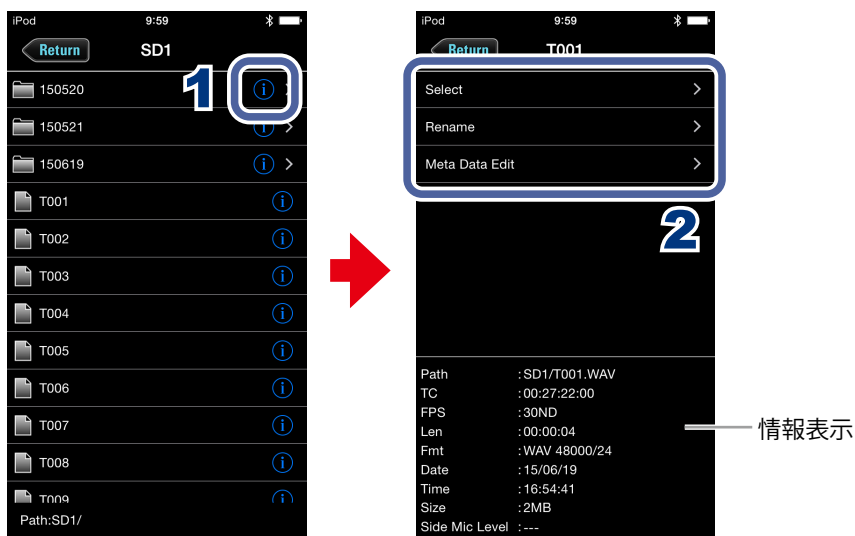 iPod 9:59
Return SD1
150520
150521
150619
T001
T002
T003
T004
T005
T006
T007
T008
T009
Path:SD1/
1
iPod 9:59
Return T001
Select
Rename
Meta Data Edit
2
Path :SD1/T001.WAV
TC :00:27:22:00
FPS :30ND
Len :00:00:04
Fmt :WAV 48000/24
Date :15/06/19
Time :16:54:41
Size :2MB
Side Mic Level :---
情報表示